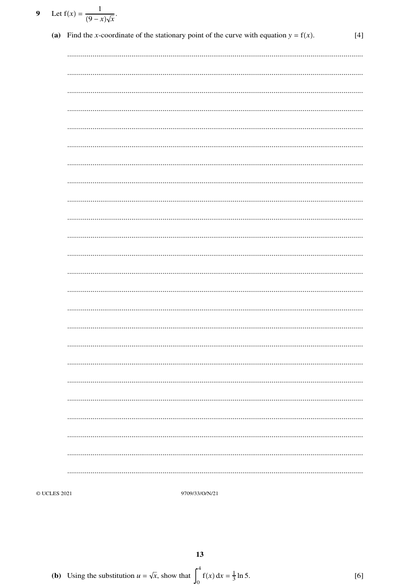 9 Let f(x) = 1/((9 − x)√x).
(a) Find the x-coordinate of the stationary point of the curve with equation y = f(x). [4]
© UCLES 2021 9709/33/O/N/21
13
(b) Using the substitution u = √x, show that ∫₀⁴ f(x) dx = ⅓ ln 5. [6]